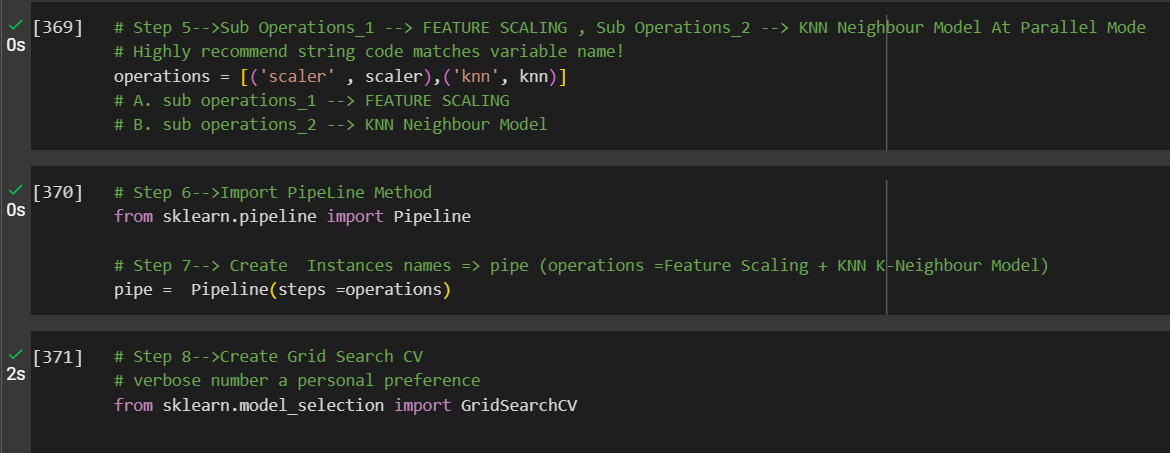 [369] # Step 5-->Sub Operations_1 --> FEATURE SCALING , Sub Operations_2 --> KNN Neighbour Model At Parallel Mode
0s # Highly recommend string code matches variable name!
operations = [('scaler' , scaler),('knn', knn)]
# A. sub operations_1 --> FEATURE SCALING
# B. sub operations_2 --> KNN Neighbour Model
[370] # Step 6-->Import PipeLine Method
0s from sklearn.pipeline import Pipeline
# Step 7--> Create  Instances names => pipe (operations =Feature Scaling + KNN K-Neighbour Model)
pipe =  Pipeline(steps =operations)
[371] # Step 8-->Create Grid Search CV
2s # verbose number a personal preference
from sklearn.model_selection import GridSearchCV